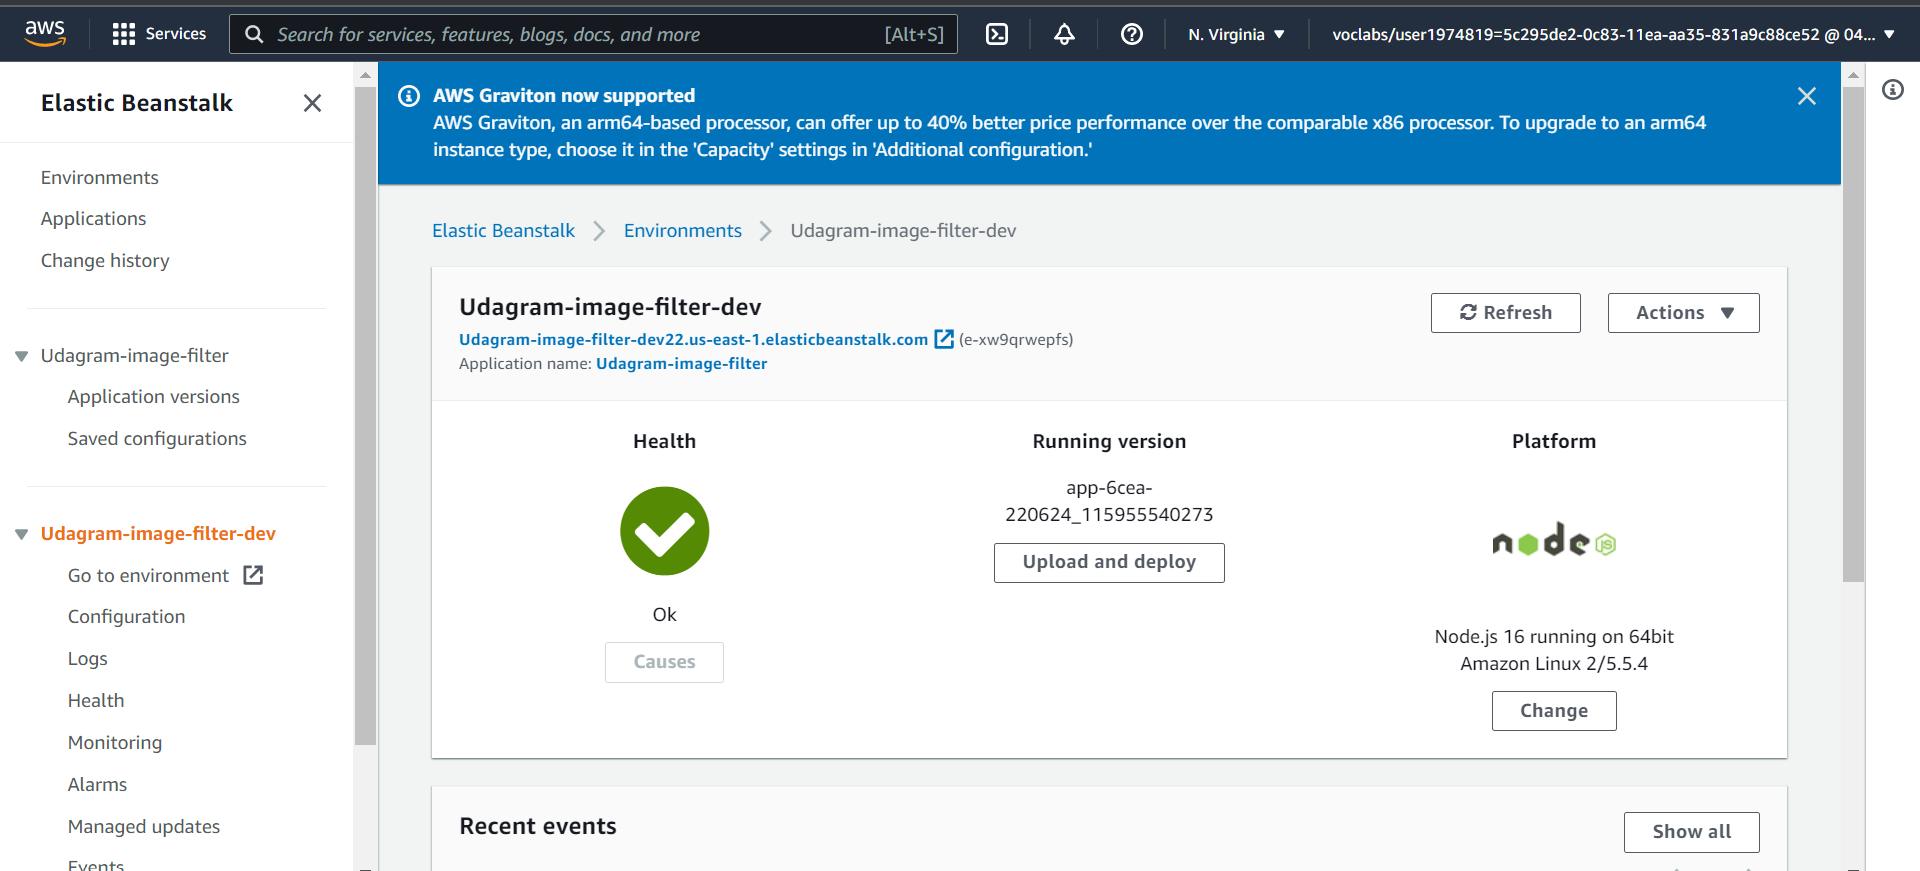 aws
Services
Search for services, features, blogs, docs, and more
[Alt+S]
N. Virginia
voclabs/user1974819=5c295de2-0c83-11ea-aa35-831a9c88ce52 @ 04...
Elastic Beanstalk
Environments
Applications
Change history
Udagram-image-filter
Application versions
Saved configurations
Udagram-image-filter-dev
Go to environment
Configuration
Logs
Health
Monitoring
Alarms
Managed updates
Events
AWS Graviton now supported
AWS Graviton, an arm64-based processor, can offer up to 40% better price performance over the comparable x86 processor. To upgrade to an arm64
instance type, choose it in the 'Capacity' settings in 'Additional configuration.'
Elastic Beanstalk
Environments
Udagram-image-filter-dev
Udagram-image-filter-dev
Udagram-image-filter-dev22.us-east-1.elasticbeanstalk.com (e-xw9qrwepfs)
Application name: Udagram-image-filter
Refresh
Actions
Health
Ok
Causes
Running version
app-6cea-
220624_115955540273
Upload and deploy
Platform
node JS
Node.js 16 running on 64bit
Amazon Linux 2/5.5.4
Change
Recent events
Show all